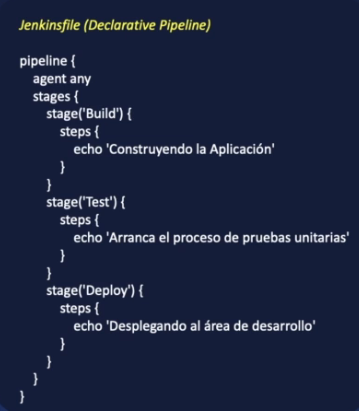 Jenkinsfile (Declarative Pipeline)
pipeline {
agent any
stages {
stage('Build') {
steps {
echo 'Construyendo la Aplicación'
}
}
stage('Test') {
steps {
echo 'Arranca el proceso de pruebas unitarias'
}
}
stage('Deploy') {
steps {
echo 'Desplegando al área de desarrollo'
}
}
}
}